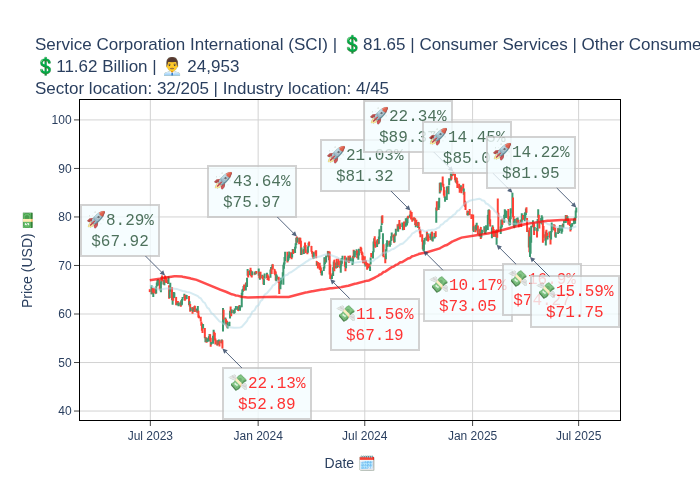 Service Corporation International (SCI) | 💲81.65 | Consumer Services | Other Consume
💲11.62 Billion | 👨‍💼 24,953
Sector location: 32/205 | Industry location: 4/45
100
90
80
70
60
50
40
Price (USD) 💵
🚀8.29%
$67.92
🚀43.64%
$75.97
🚀21.03%
$81.32
🚀22.34%
🚀14.45%
🚀14.22%
$81.95
💸22.13%
$52.89
💸11.56%
$67.19
💸10.17%
$73.05
💸15.59%
$71.75
Jul 2023
Jan 2024
Jul 2024
Jan 2025
Jul 2025
Date 🗓️